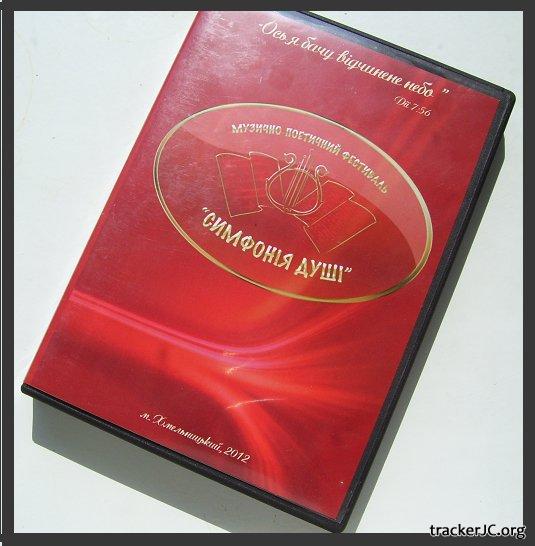 "Ось я бачу відчинене небо..."
Дії 7:56
МУЗИЧНО ПОЕТИЧНИЙ ФЕСТИВАЛЬ
"СИМФОНІЯ ДУШІ"
м. Хмельницький, 2012
trackerJC.org